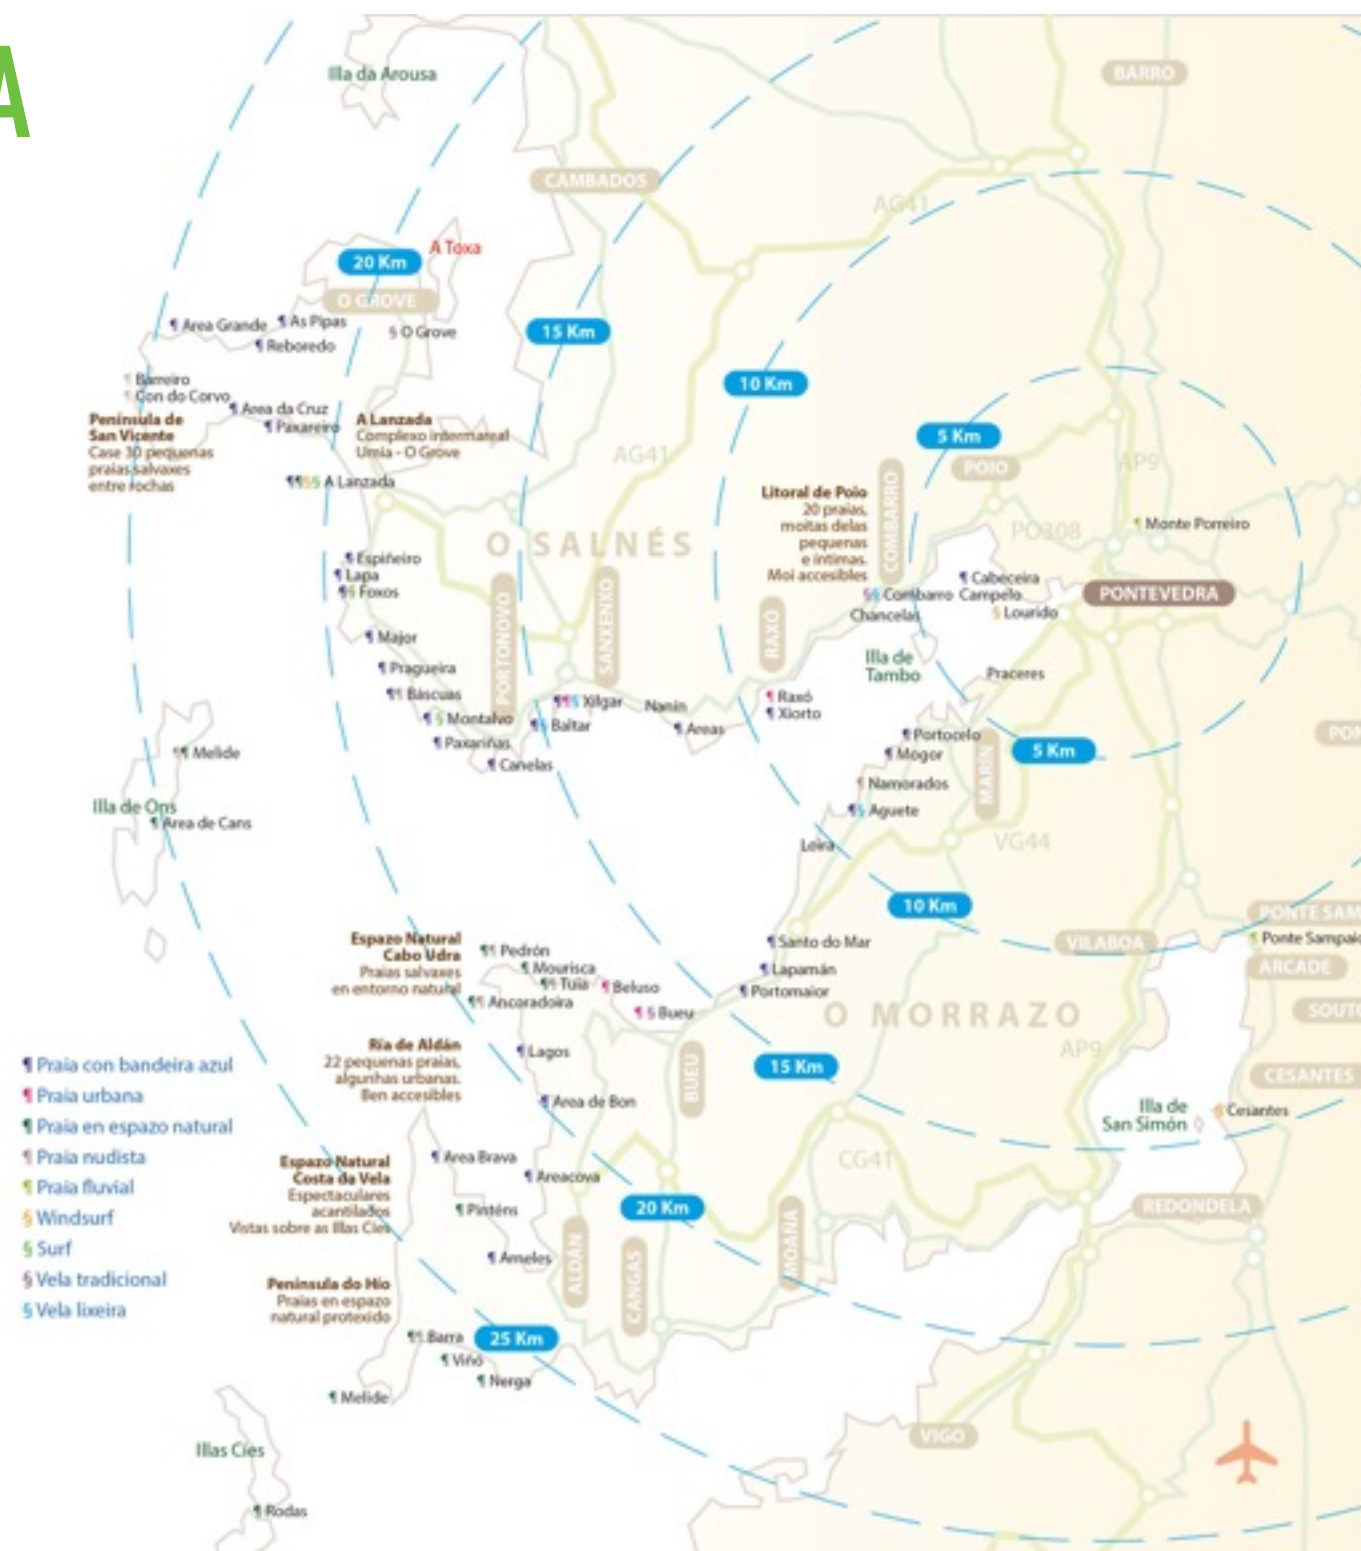 A
Illa da Arousa
BARRO
CAMBADOS
AG41
A Toxa
20 Km
O GROVE
Area Grande
As Pipas
O Grove
Reboredo
15 Km
10 Km
Barreiro
Con do Corvo
Area da Cruz
Paxareiro
Península de
San Vicente
Case 30 pequenas
praias salvaxes
entre rochas
A Lanzada
Complexo intermareal
Umia - O Grove
A Lanzada
5 Km
POIO
AG41
AP9
Litoral de Poio
20 praias,
moitas delas
pequenas
e íntimas.
Moi accesibles
COMBARRO
PO308
Monte Porreiro
O SALNÉS
Espiñeiro
Lapa
Foxos
Cabeceira
Combarro
Campelo
PONTEVEDRA
Chancelas
Lourido
PORTONOVO
SANXENXO
RAXÓ
Major
Illa de
Tambo
Pragueira
Praceres
Báscuas
Xilgar
Nanín
Raxó
Xiorto
Montalvo
Baltar
Areas
Paxariñas
Canelas
Portocelo
Mogor
MARÍN
5 Km
PON
Melide
Namorados
Illa de Ons
Area de Cans
Aguete
Loira
VG44
10 Km
PONTE SAM
VILABOA
Ponte Sampaio
ARCADE
Espazo Natural
Cabo Udra
Praias salvaxes
en entorno natural
Pedrón
Mourisca
Tuia
Beluso
Ancoradoira
Bueu
Santo do Mar
Lapamán
Portomaior
O MORRAZO
SOUTO
AP9
Ría de Aldán
22 pequenas praias,
algunhas urbanas.
Ben accesibles
Lagos
BUEU
15 Km
CESANTES
Area de Bon
Illa de
San Simón
Cesantes
Praia con bandeira azul
Praia urbana
Praia en espazo natural
Praia nudista
Praia fluvial
Windsurf
Surf
Vela tradicional
Vela lixeira
Espazo Natural
Costa da Vela
Espectaculares
acantilados
Vistas sobre as Illas Cíes
Area Brava
Areacova
CG41
Pinténs
20 Km
REDONDELA
MOAÑA
ALDÁN
CANGAS
Ameles
Península do Hío
Praias en espazo
natural protexido
Barra
25 Km
Viñó
Nerga
Melide
VIGO
Illas Cíes
Rodas